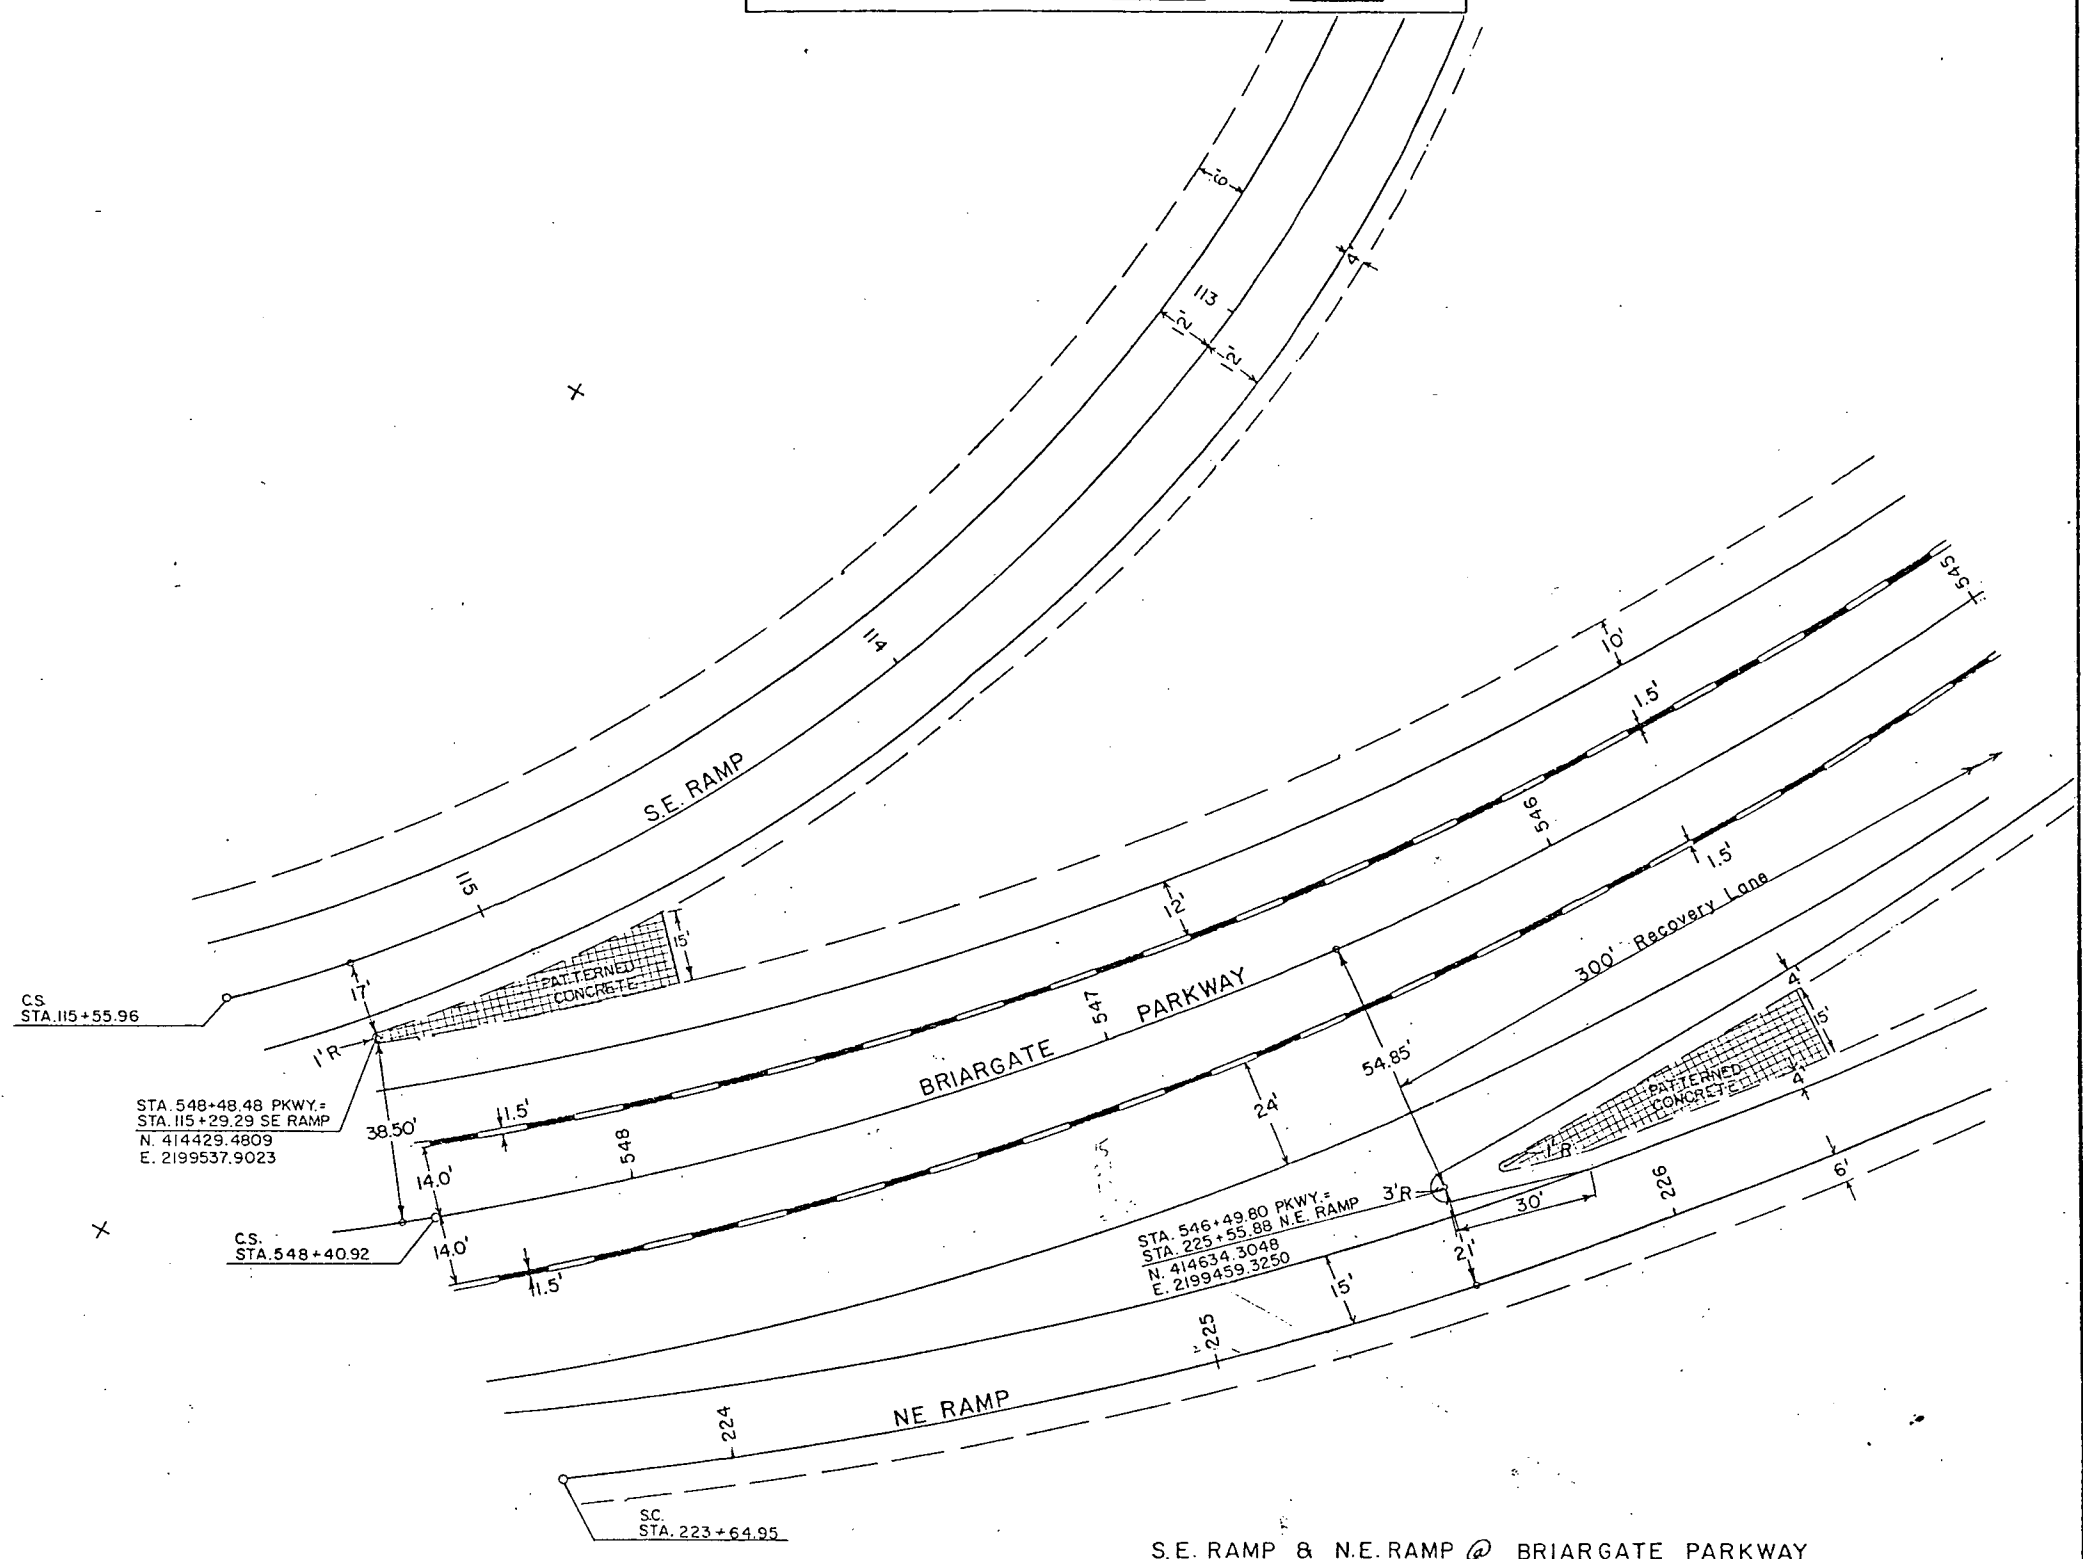 6'
4'
113
12'
12'
545
10'
114
1.5'
S.E. RAMP
546
1.5'
115
12'
300' Recovery Lane
15'
PATTERNED
CONCRETE
17'
C.S.
STA. 115+55.96
1'R
547
PARKWAY
BRIARGATE
54.85'
4'
15'
PATTERNED
CONCRETE
4'
STA. 548+48.48 PKWY.=
STA. 115+29.29 SE RAMP
N. 414429.4809
E. 2199537.9023
38.50'
1.5'
548
24'
1'R
14.0'
226
6'
3'R
30'
STA. 546+49.80 PKWY.=
STA. 225+55.88 N.E. RAMP
N. 414634.3048
E. 2199459.3250
C.S.
STA. 548+40.92
14.0'
21'
1.5'
15'
225
NE RAMP
224
S.C.
STA. 223+64.95
S.E. RAMP & N.E. RAMP @ BRIARGATE PARKWAY